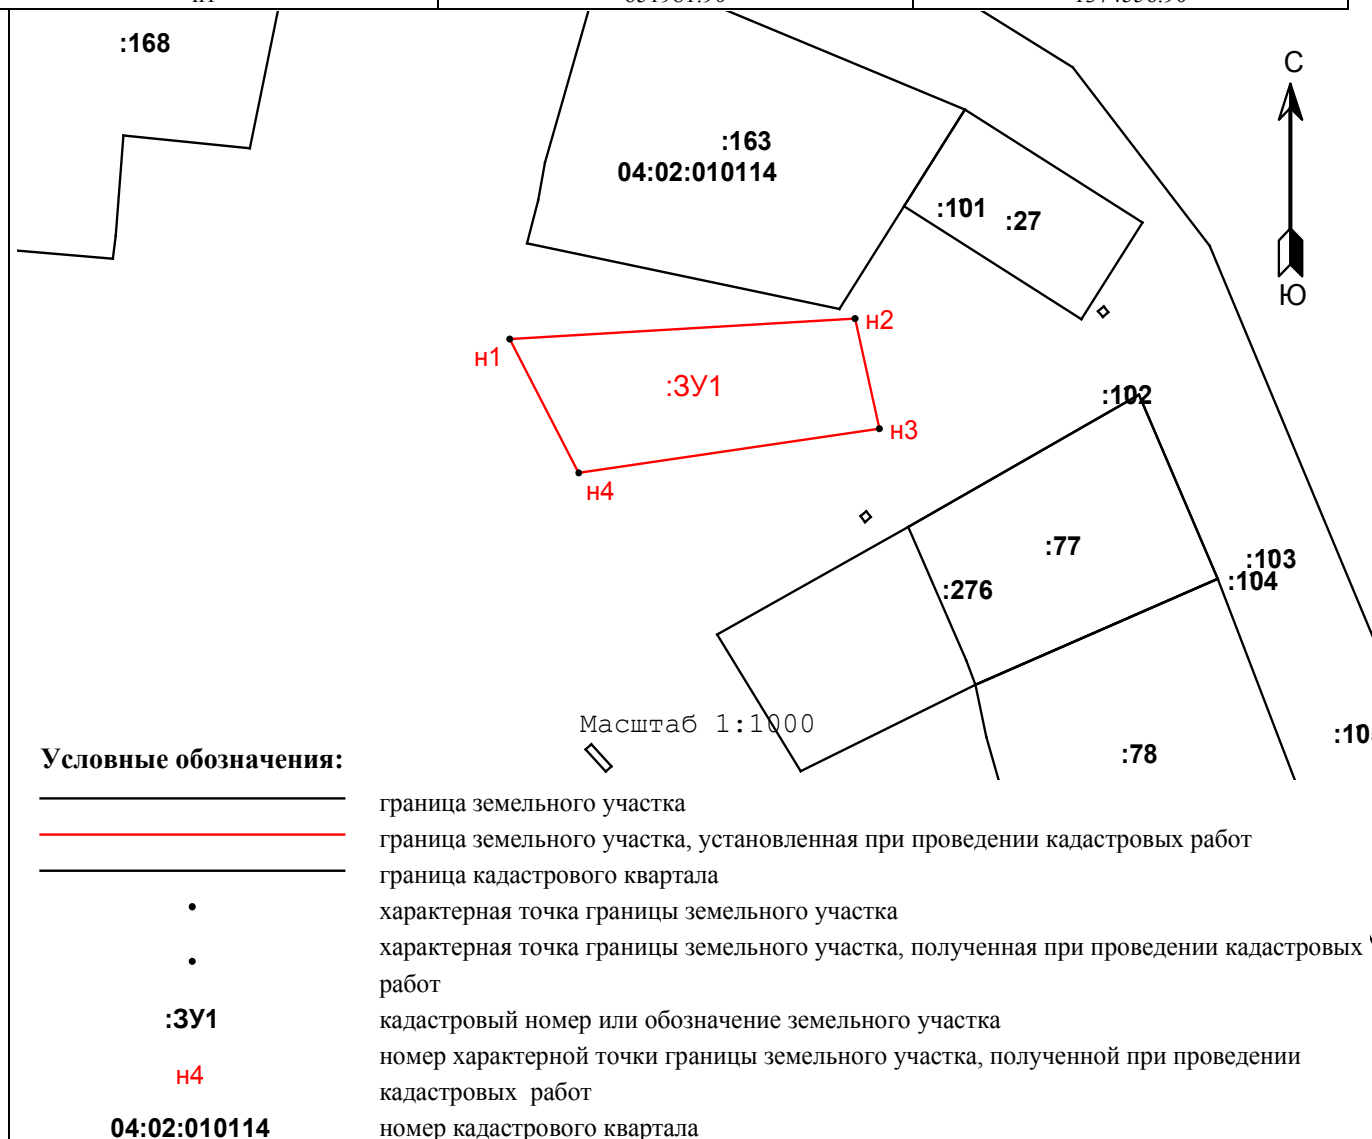 :168
С
:163
04:02:010114
:101
:27
Ю
н2
н1
:ЗУ1
:102
н3
н4
:77
:103
:104
:276
Масштаб 1:1000
:78
Условные обозначения:
граница земельного участка
граница земельного участка, установленная при проведении кадастровых работ
граница кадастрового квартала
характерная точка границы земельного участка
характерная точка границы земельного участка, полученная при проведении кадастровых
работ
:ЗУ1 кадастровый номер или обозначение земельного участка
номер характерной точки границы земельного участка, полученной при проведении
н4
кадастровых работ
04:02:010114 номер кадастрового квартала